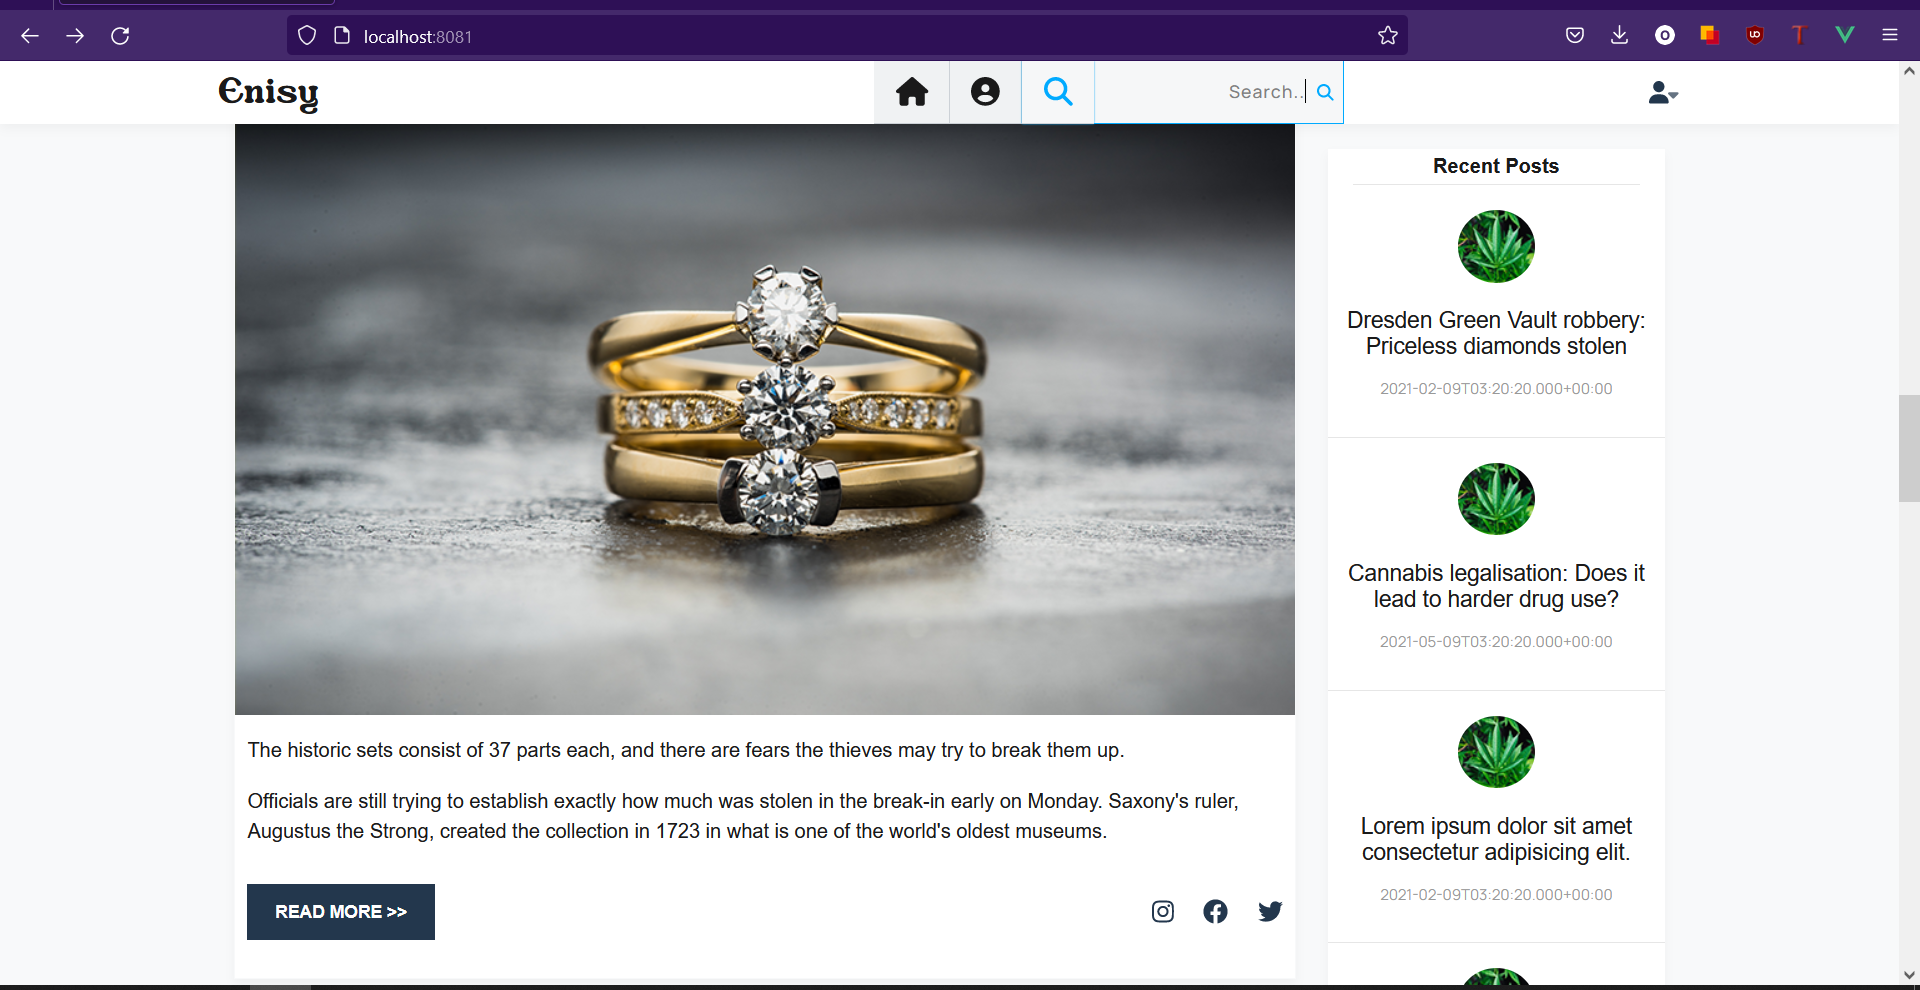 localhost:8081
Enisy
Search..
Recent Posts
Dresden Green Vault robbery:
Priceless diamonds stolen
2021-02-09T03:20:20.000+00:00
Cannabis legalisation: Does it
lead to harder drug use?
2021-05-09T03:20:20.000+00:00
Lorem ipsum dolor sit amet
consectetur adipisicing elit.
2021-02-09T03:20:20.000+00:00
The historic sets consist of 37 parts each, and there are fears the thieves may try to break them up.
Officials are still trying to establish exactly how much was stolen in the break-in early on Monday. Saxony's ruler,
Augustus the Strong, created the collection in 1723 in what is one of the world's oldest museums.
READ MORE >>